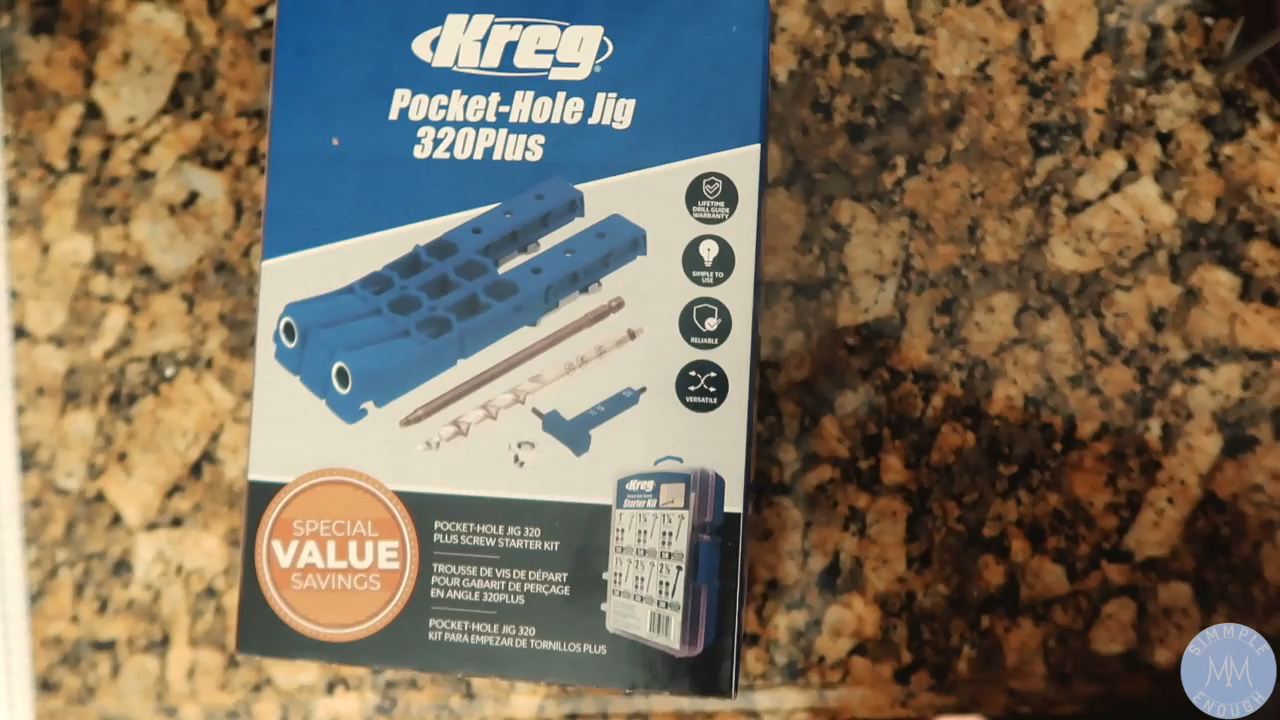 Kreg
Pocket-Hole Jig
320Plus
LIFETIME
DRILL GUIDE
WARRANTY
SIMPLE TO
USE
RELIABLE
VERSATILE
SPECIAL
VALUE
SAVINGS
POCKET-HOLE JIG 320
PLUS SCREW STARTER KIT
TROUSSE DE VIS DE DÉPART
POUR GABARIT DE PERÇAGE
EN ANGLE 320PLUS
POCKET-HOLE JIG 320
KIT PARA EMPEZAR DE TORNILLOS PLUS
Kreg
Starter Kit
SIMMPLE
MM
ENOUGH